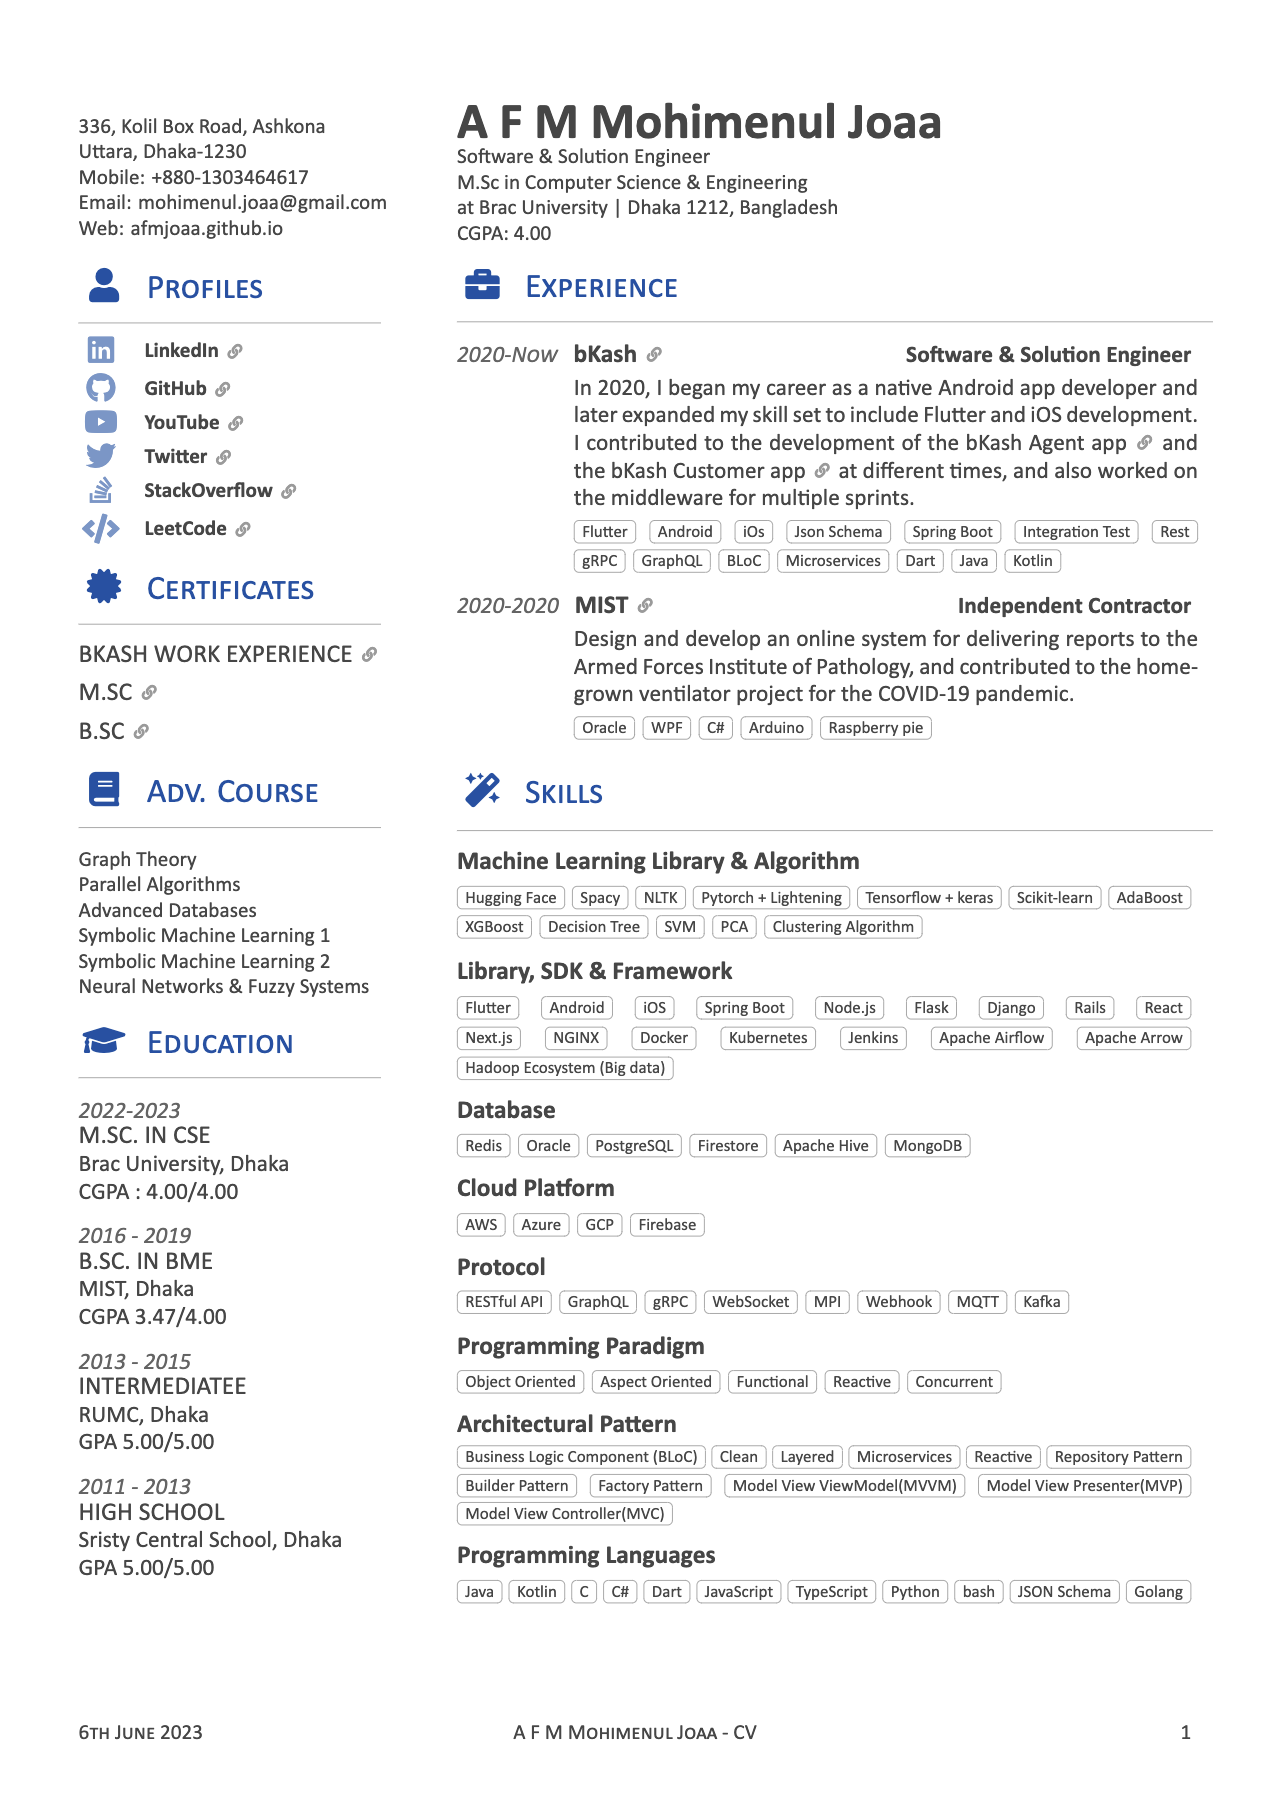 336, Kolil Box Road, Ashkona
Uttara, Dhaka-1230
Mobile: +880-1303464617
Email: mohimenul.joaa@gmail.com
Web: afmjoaa.github.io
PROFILES
LinkedIn
GitHub
YouTube
Twitter
StackOverflow
LeetCode
CERTIFICATES
BKASH WORK EXPERIENCE
M.SC
B.SC
ADV. COURSE
Graph Theory
Parallel Algorithms
Advanced Databases
Symbolic Machine Learning 1
Symbolic Machine Learning 2
Neural Networks & Fuzzy Systems
EDUCATION
2022-2023
M.SC. IN CSE
Brac University, Dhaka
CGPA : 4.00/4.00
2016 - 2019
B.SC. IN BME
MIST, Dhaka
CGPA 3.47/4.00
2013 - 2015
INTERMEDIATEE
RUMC, Dhaka
GPA 5.00/5.00
2011 - 2013
HIGH SCHOOL
Sristy Central School, Dhaka
GPA 5.00/5.00
A F M Mohimenul Joaa
Software & Solution Engineer
M.Sc in Computer Science & Engineering
at Brac University | Dhaka 1212, Bangladesh
CGPA: 4.00
EXPERIENCE
2020-Now bKash Software & Solution Engineer
In 2020, I began my career as a native Android app developer and
later expanded my skill set to include Flutter and iOS development.
I contributed to the development of the bKash Agent app and
the bKash Customer app at different times, and also worked on
the middleware for multiple sprints.
Flutter Android iOs Json Schema Spring Boot Integration Test Rest
gRPC GraphQL BLoC Microservices Dart Java Kotlin
2020-2020 MIST Independent Contractor
Design and develop an online system for delivering reports to the
Armed Forces Institute of Pathology, and contributed to the home-
grown ventilator project for the COVID-19 pandemic.
Oracle WPF C# Arduino Raspberry pie
SKILLS
Machine Learning Library & Algorithm
Hugging Face Spacy NLTK Pytorch + Lightening Tensorflow + keras Scikit-learn AdaBoost
XGBoost Decision Tree SVM PCA Clustering Algorithm
Library, SDK & Framework
Flutter Android iOS Spring Boot Node.js Flask Django Rails React
Next.js NGINX Docker Kubernetes Jenkins Apache Airflow Apache Arrow
Hadoop Ecosystem (Big data)
Database
Redis Oracle PostgreSQL Firestore Apache Hive MongoDB
Cloud Platform
AWS Azure GCP Firebase
Protocol
RESTful API GraphQL gRPC WebSocket MPI Webhook MQTT Kafka
Programming Paradigm
Object Oriented Aspect Oriented Functional Reactive Concurrent
Architectural Pattern
Business Logic Component (BLoC) Clean Layered Microservices Reactive Repository Pattern
Builder Pattern Factory Pattern Model View ViewModel(MVVM) Model View Presenter(MVP)
Model View Controller(MVC)
Programming Languages
Java Kotlin C C# Dart JavaScript TypeScript Python bash JSON Schema Golang
6TH JUNE 2023 A F M MOHIMENUL JOAA - CV 1